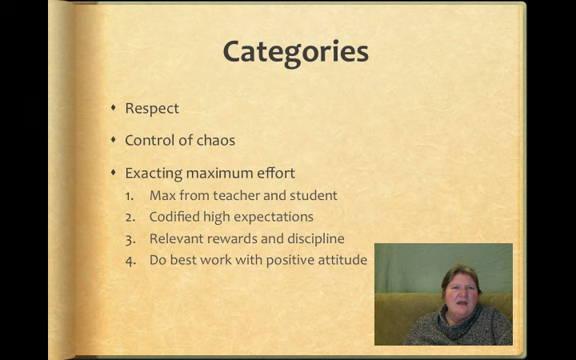 Categories
Respect
Control of chaos
Exacting maximum effort
1. Max from teacher and student
2. Codified high expectations
3. Relevant rewards and discipline
4. Do best work with positive attitude